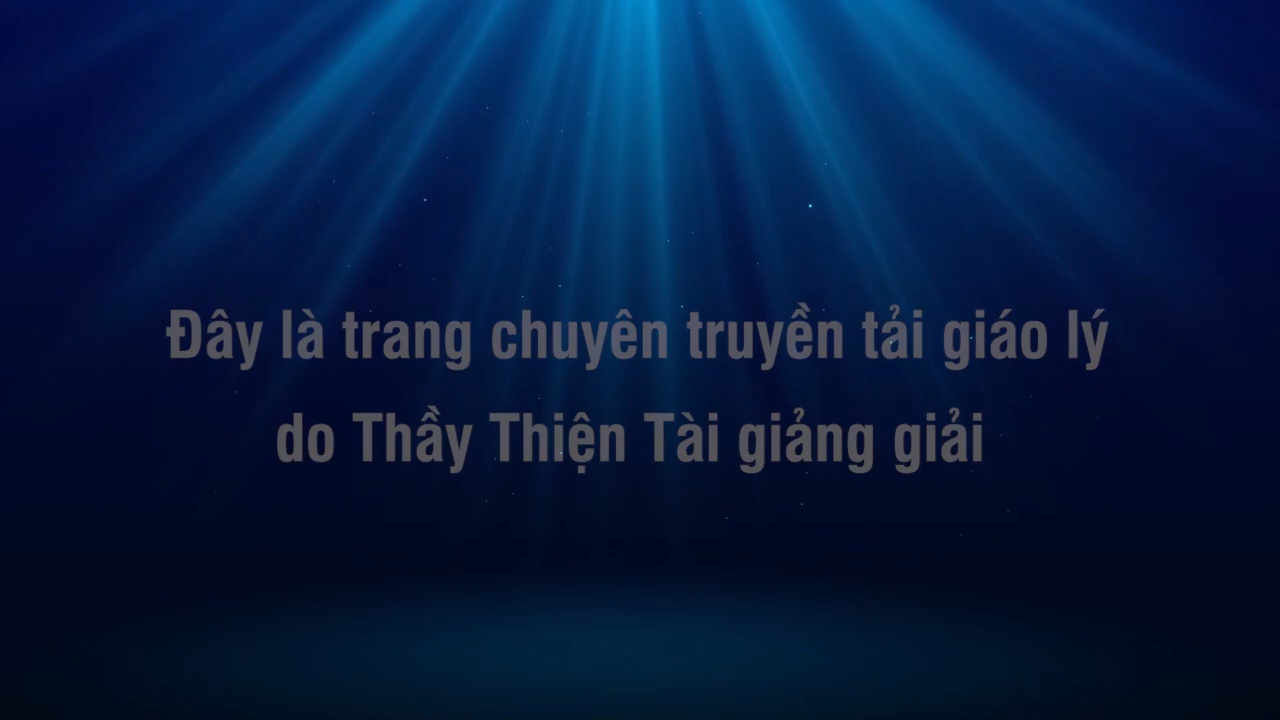 Đây là trang chuyên truyền tải giáo lý
do Thầy Thiện Tài giảng giải